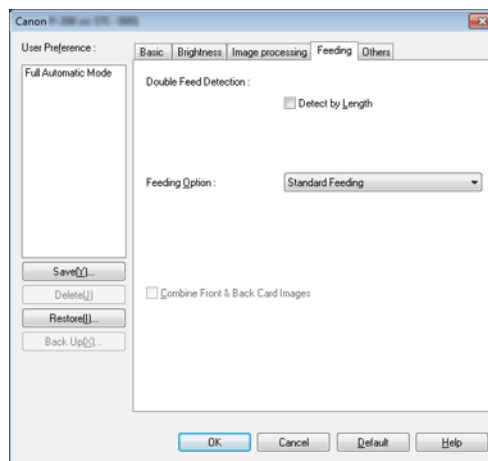 Canon
User Preference :
Basic Brightness Image processing Feeding Others
Full Automatic Mode
Double Feed Detection :
Detect by Length
Feeding Option :
Standard Feeding
Save(Y)...
Delete(J)
Combine Front & Back Card Images
Restore(I)...
Back Up(X)...
OK Cancel Default Help